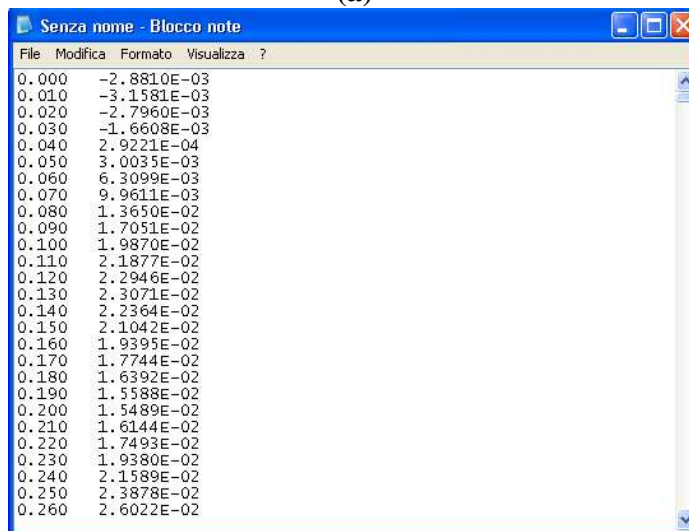 (a)
Senza nome - Blocco note
File Modifica Formato Visualizza ?
0.000 -2.8810E-03
0.010 -3.1581E-03
0.020 -2.7960E-03
0.030 -1.6608E-03
0.040 2.9221E-04
0.050 3.0035E-03
0.060 6.3099E-03
0.070 9.9611E-03
0.080 1.3650E-02
0.090 1.7051E-02
0.100 1.9870E-02
0.110 2.1877E-02
0.120 2.2946E-02
0.130 2.3071E-02
0.140 2.2364E-02
0.150 2.1042E-02
0.160 1.9395E-02
0.170 1.7744E-02
0.180 1.6392E-02
0.190 1.5588E-02
0.200 1.5489E-02
0.210 1.6144E-02
0.220 1.7493E-02
0.230 1.9380E-02
0.240 2.1589E-02
0.250 2.3878E-02
0.260 2.6022E-02